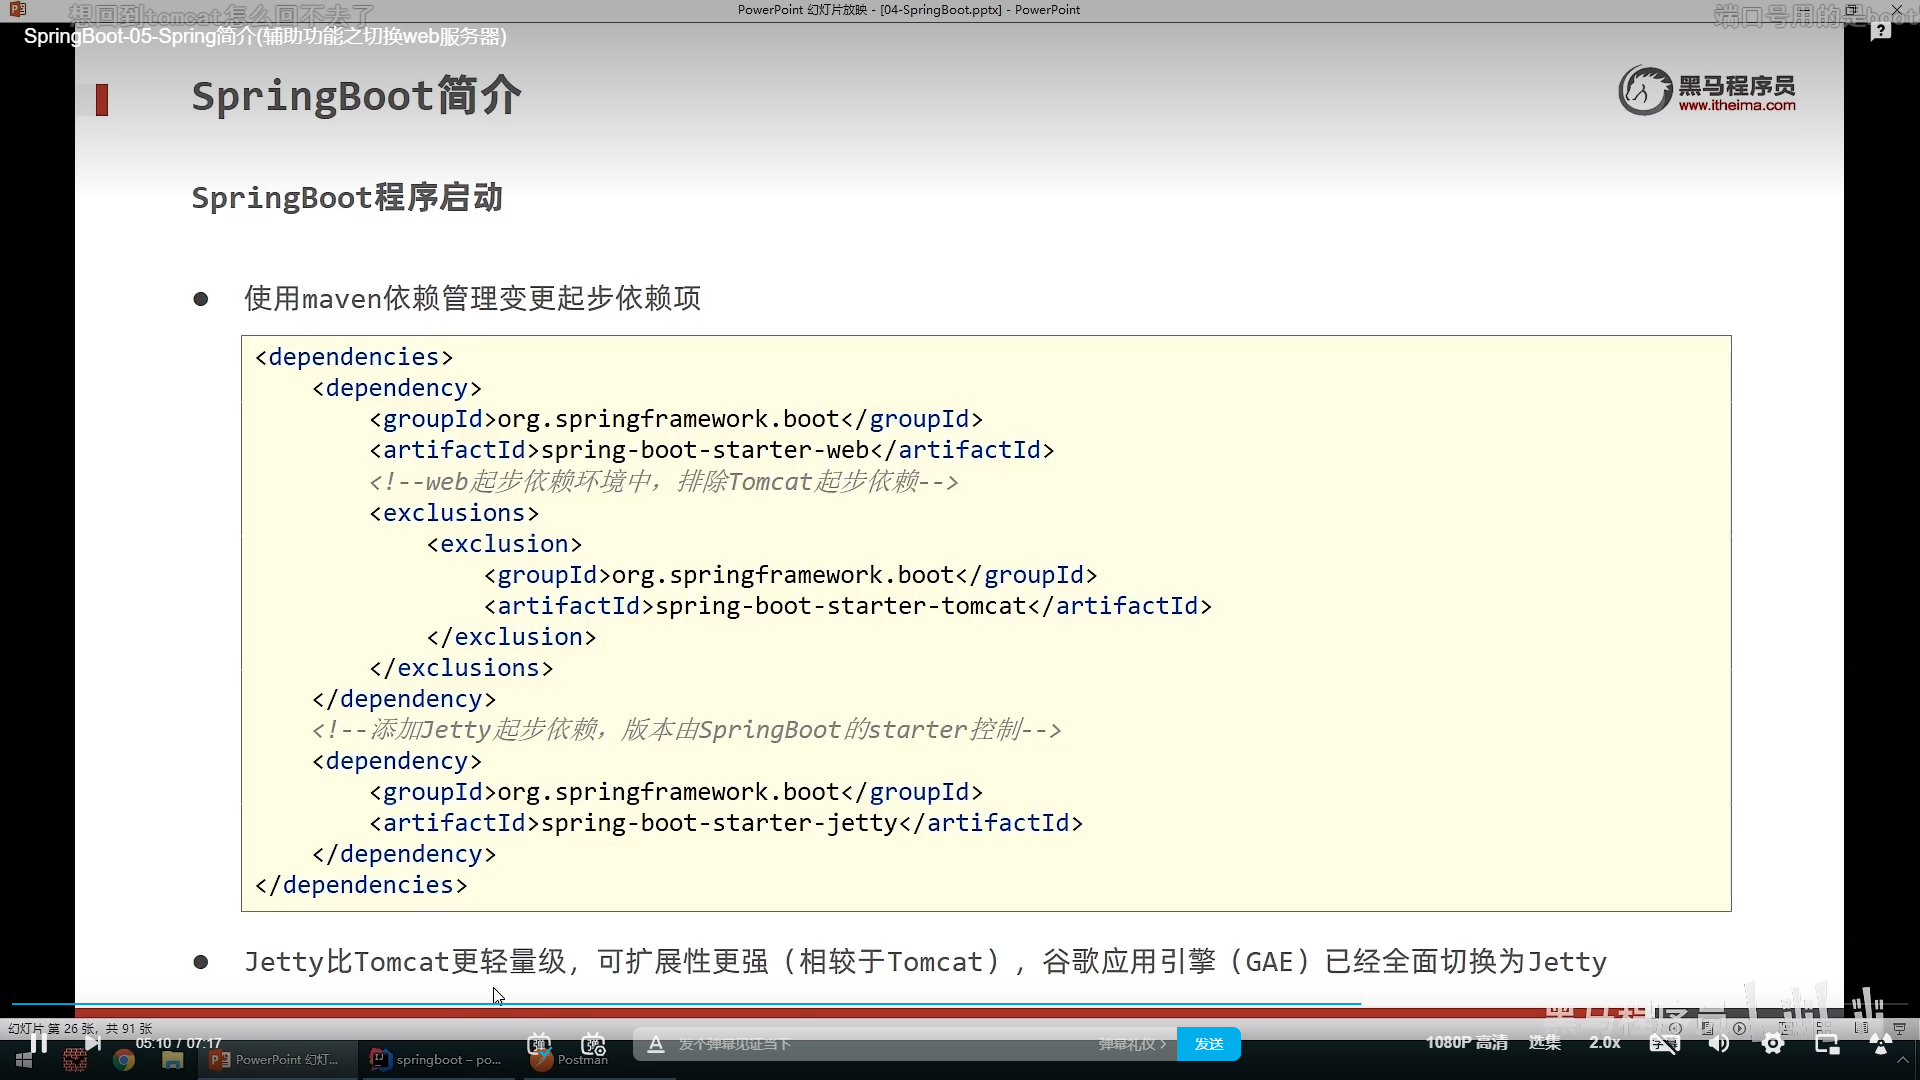 PowerPoint 幻灯片放映 - [04-SpringBoot.pptx] - PowerPoint
想回到tomcat怎么回不去了
端口号用的是boot
SpringBoot-05-Spring简介(辅助功能之切换web服务器)
SpringBoot简介
黑马程序员
www.itheima.com
SpringBoot程序启动
● 使用maven依赖管理变更起步依赖项
<dependencies>
    <dependency>
        <groupId>org.springframework.boot</groupId>
        <artifactId>spring-boot-starter-web</artifactId>
        <!--web起步依赖环境中，排除Tomcat起步依赖-->
        <exclusions>
            <exclusion>
                <groupId>org.springframework.boot</groupId>
                <artifactId>spring-boot-starter-tomcat</artifactId>
            </exclusion>
        </exclusions>
    </dependency>
    <!--添加Jetty起步依赖，版本由SpringBoot的starter控制-->
    <dependency>
        <groupId>org.springframework.boot</groupId>
        <artifactId>spring-boot-starter-jetty</artifactId>
    </dependency>
</dependencies>
● Jetty比Tomcat更轻量级，可扩展性更强（相较于Tomcat），谷歌应用引擎（GAE）已经全面切换为Jetty
幻灯片 第 26 张，共 91 张
05:10 / 07:17
发个弹幕见证当下
弹幕礼仪 >
发送
1080P 高清
选集
2.0x
PowerPoint 幻灯...
springboot – po...
Postman